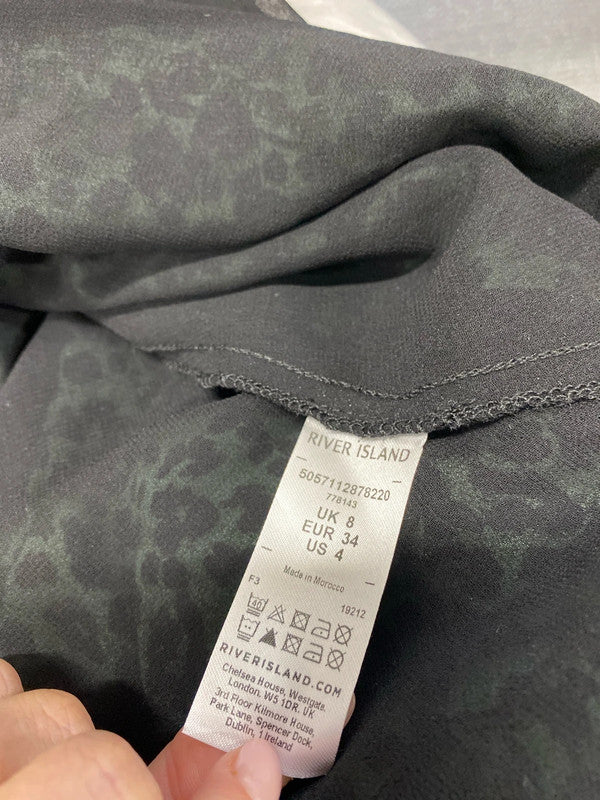 RIVER ISLAND
5057112878220
778143
UK 8
EUR 34
US 4
Made in Morocco
F3
19212
40
RIVERISLAND.COM
Chelsea House, Westgate,
London. W5 1DR. UK
3rd Floor Kilmore House,
Park Lane, Spencer Dock,
Dublin, 1 Ireland